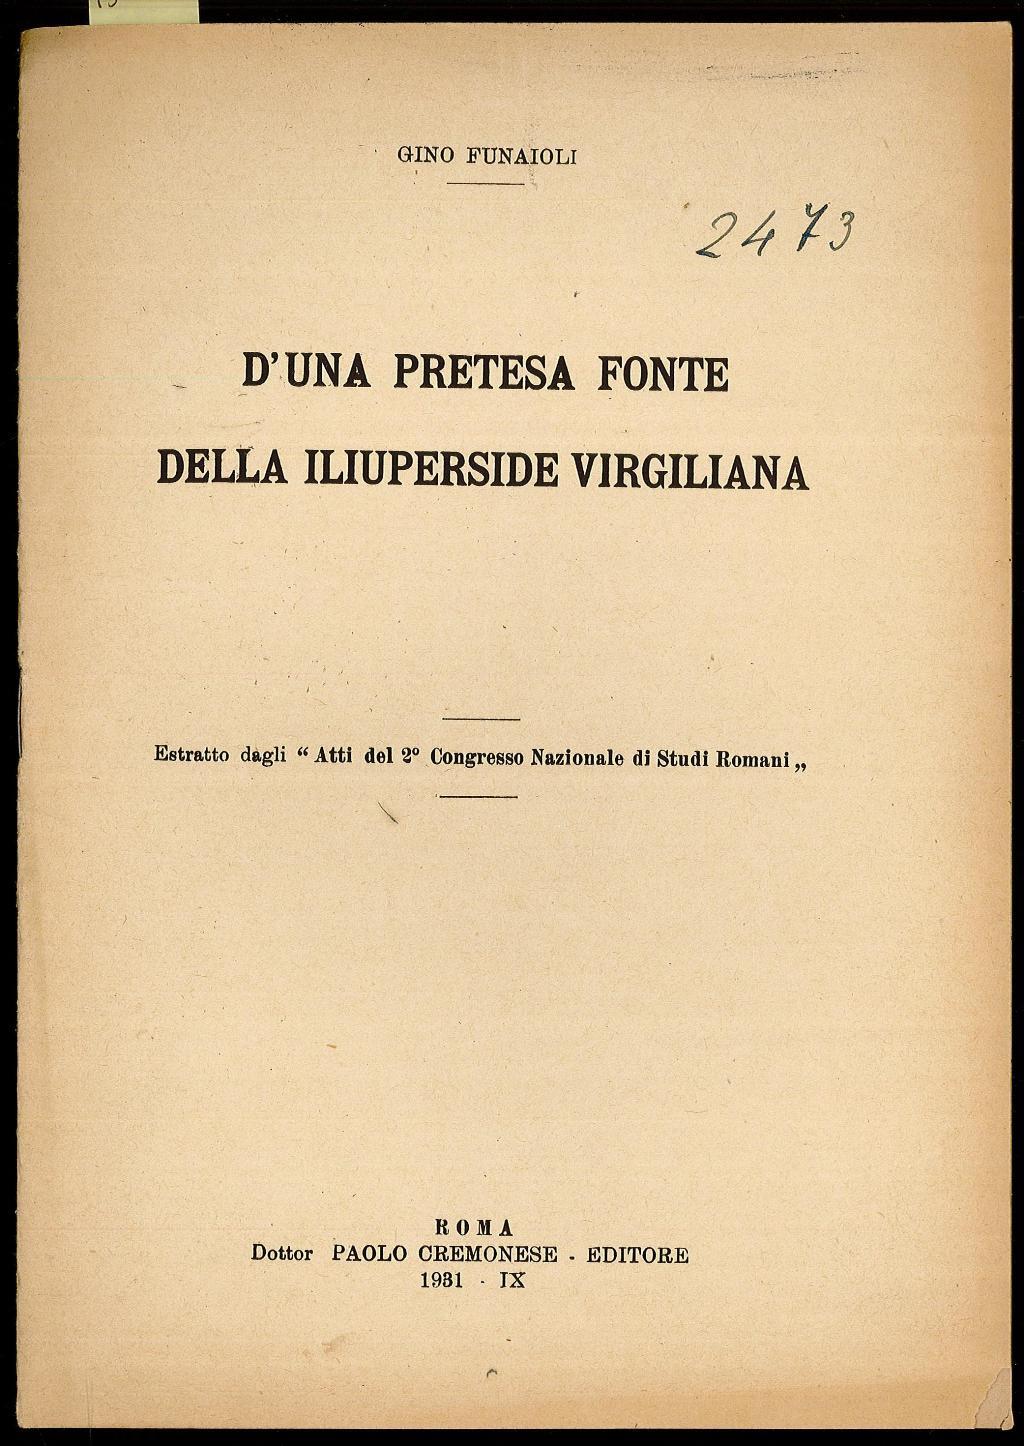 GINO FUNAIOLI
2473
D'UNA PRETESA FONTE
DELLA ILIUPERSIDE VIRGILIANA
Estratto dagli “ Atti del 2° Congresso Nazionale di Studi Romani „
ROMA
Dottor PAOLO CREMONESE - EDITORE
1931 - IX